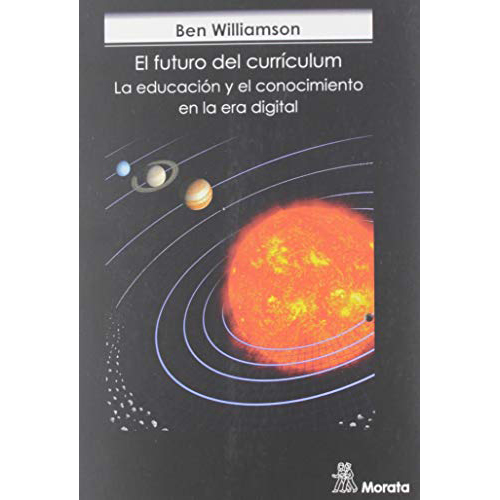 Ben Williamson
El futuro del currículum
La educación y el conocimiento
en la era digital
Morata